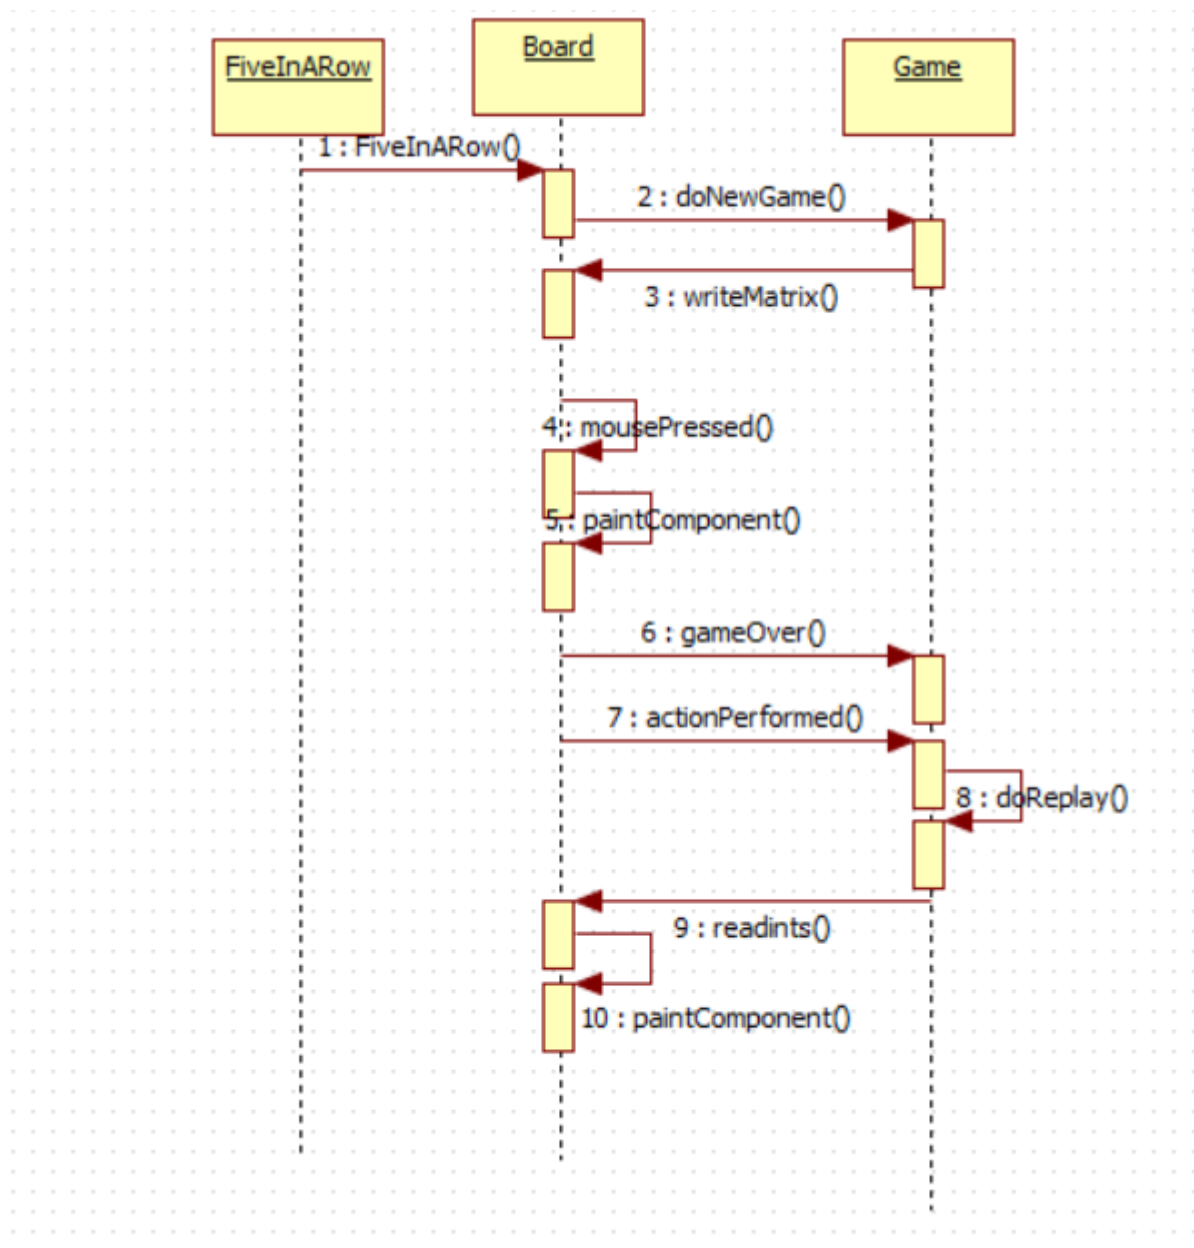 FiveInARow
Board
Game
1 : FiveInARow()
2 : doNewGame()
3 : writeMatrix()
4 : mousePressed()
5 : paintComponent()
6 : gameOver()
7 : actionPerformed()
8 : doReplay()
9 : readints()
10 : paintComponent()